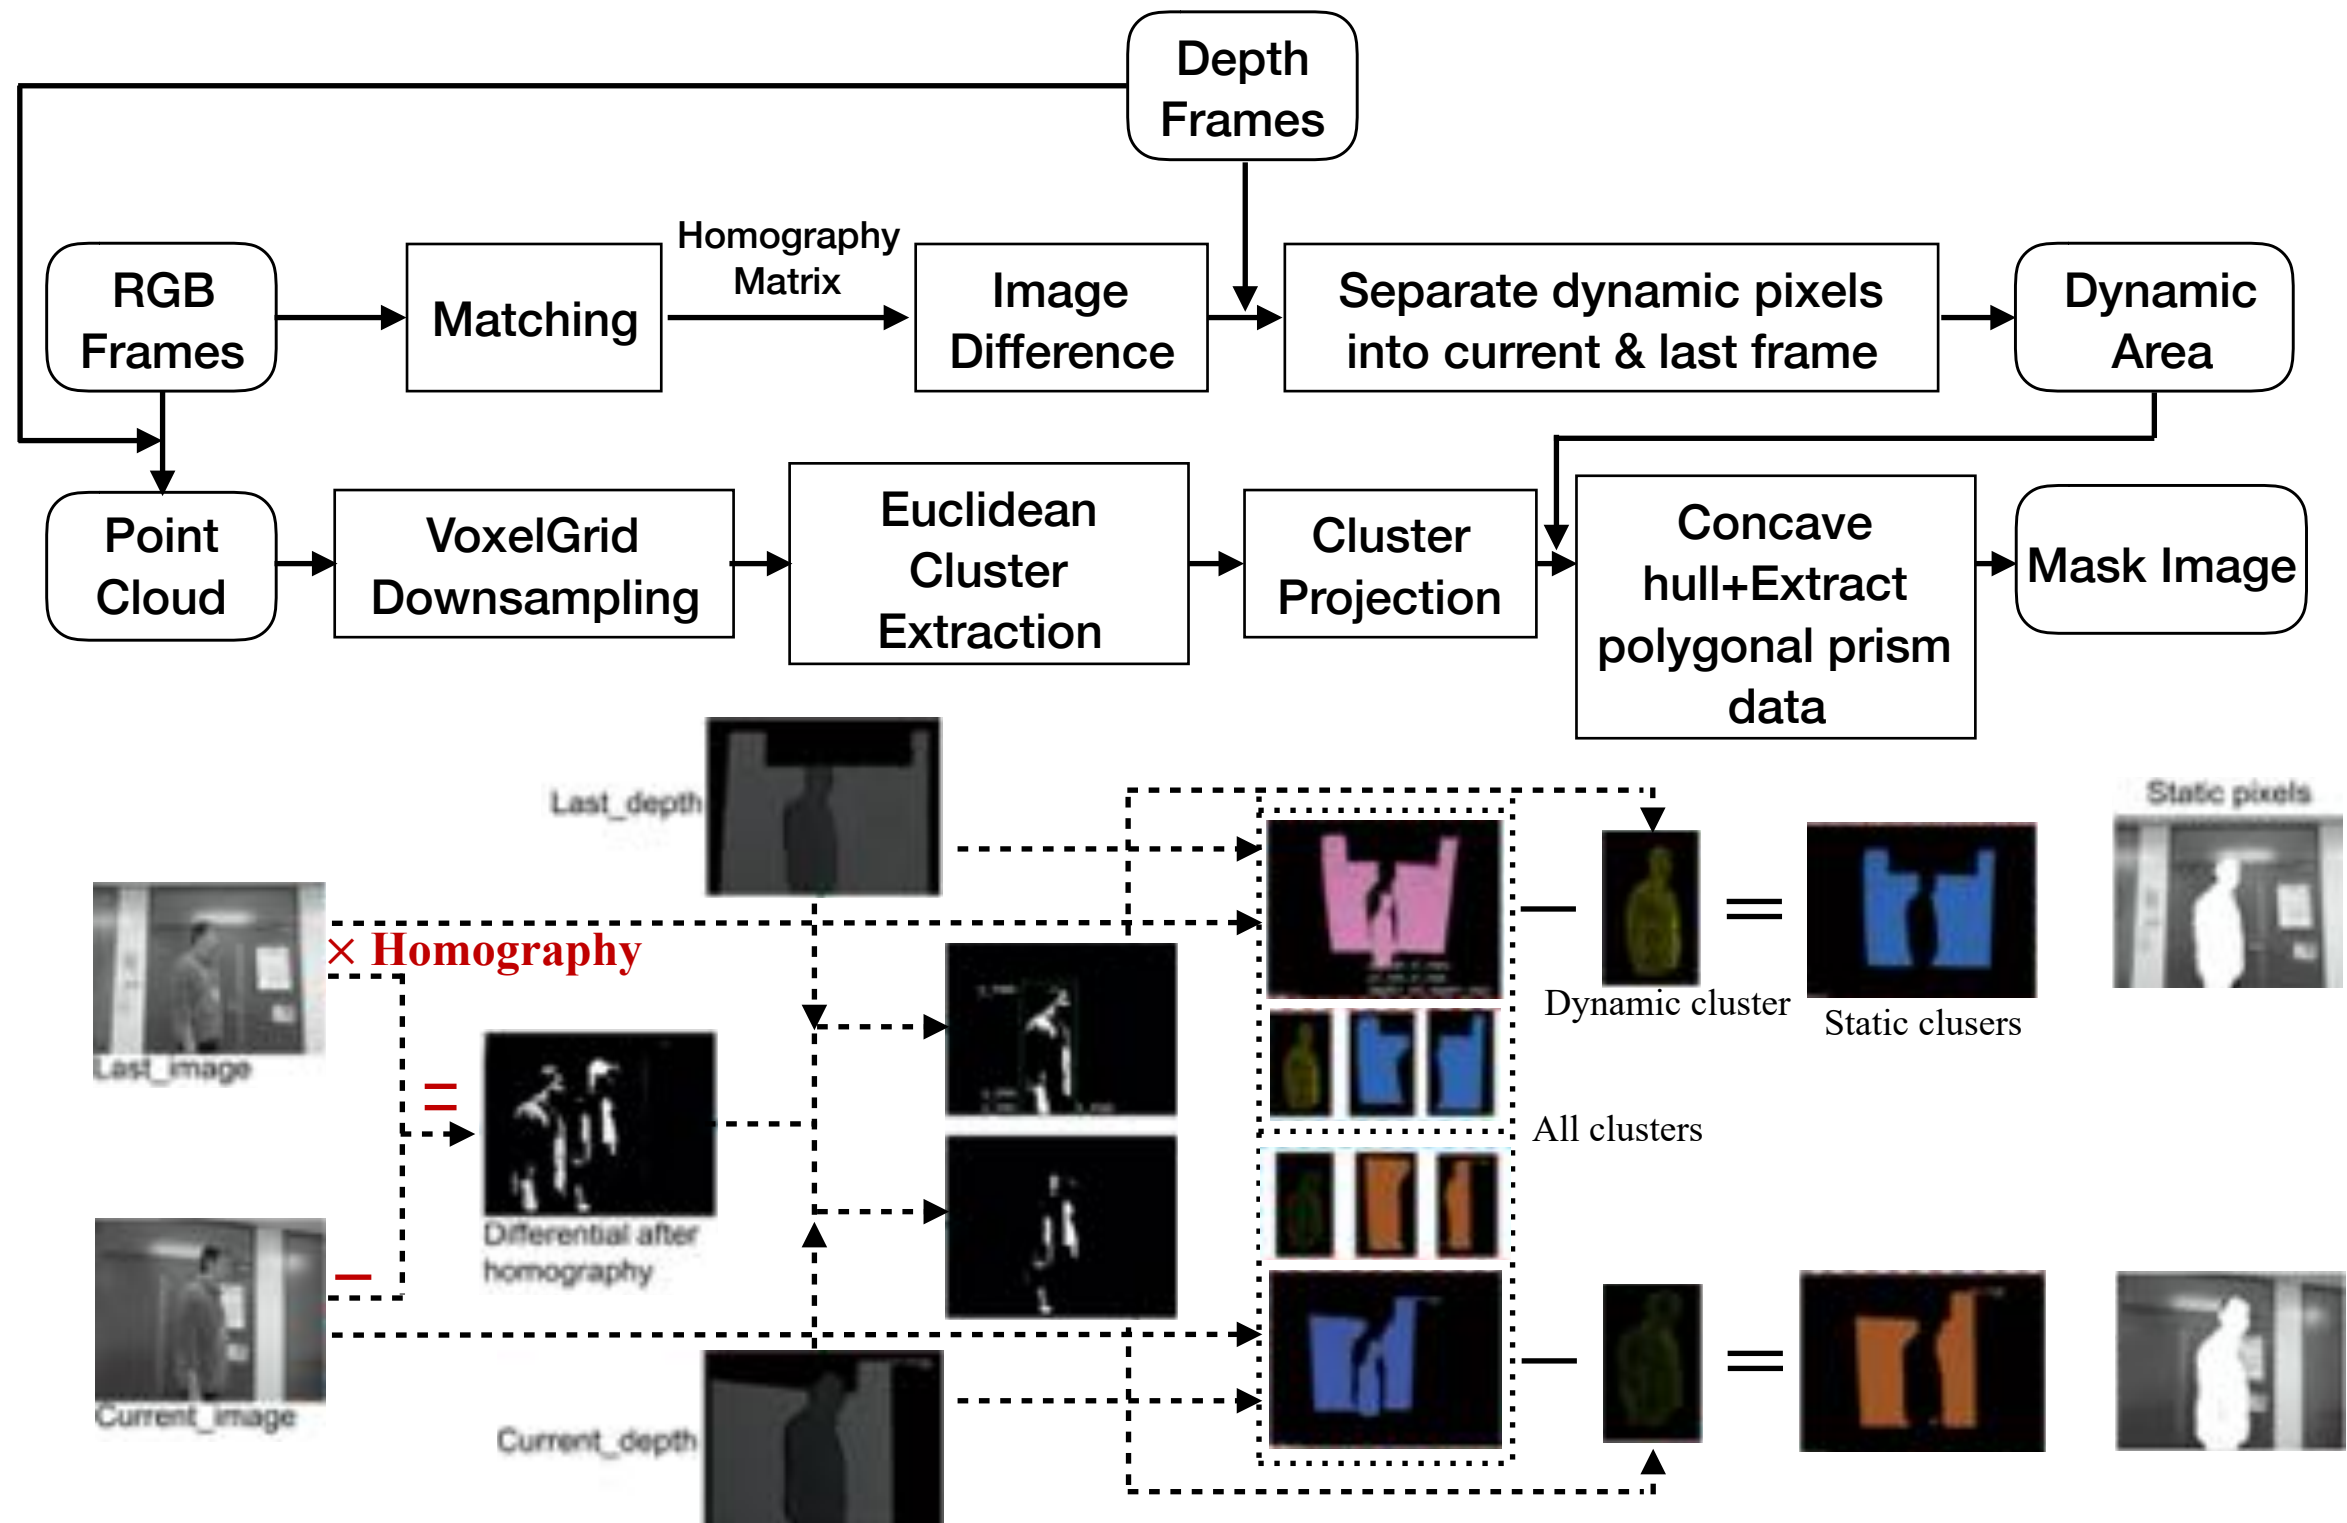 Depth
Frames
RGB
Frames
Matching
Homography
Matrix
Image
Difference
Separate dynamic pixels
into current & last frame
Dynamic
Area
Point
Cloud
VoxelGrid
Downsampling
Euclidean
Cluster
Extraction
Cluster
Projection
Concave
hull+Extract
polygonal prism
data
Mask Image
Last_depth
Static pixels
× Homography
Last_image
=
Differential after
homography
−
Current_image
Current_depth
All clusters
−
Dynamic cluster
=
Static clusers
−
=